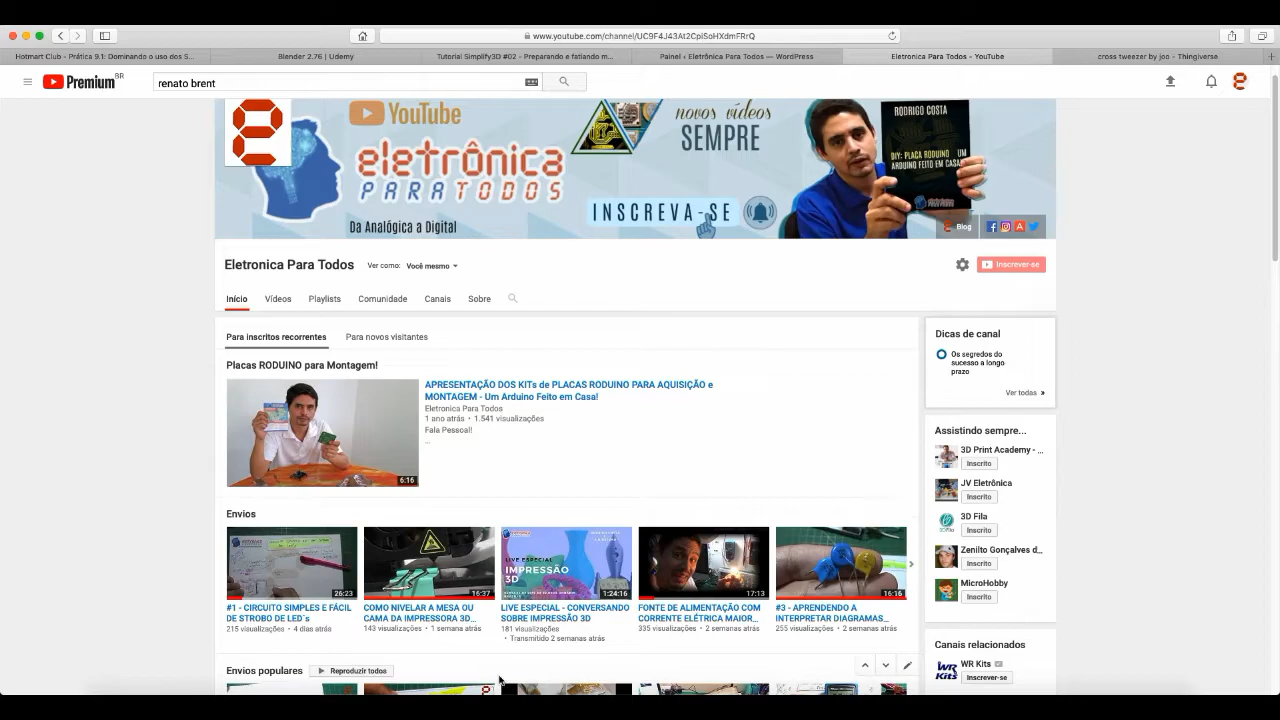 www.youtube.com/channel/UC9F4J43At2CpiSoHXdmFRrQ
Hotmart Club - Prática 9.1: Dominando o uso dos S...
Blender 2.76 | Udemy
Tutorial Simplify3D #02 - Preparando e fatiando m...
Painel ‹ Eletrônica Para Todos — WordPress
Eletronica Para Todos - YouTube
cross tweezer by joo - Thingiverse
Premium BR
renato brent
YouTube
eletrônica
PARA TODOS
Da Analógica a Digital
novos vídeos
SEMPRE
INSCREVA-SE
RODRIGO COSTA
DIY: PLACA RODUINO UM
ARDUINO FEITO EM CASA!
Blog
Eletronica Para Todos
Ver como: Você mesmo
Inscrever-se
Início
Vídeos
Playlists
Comunidade
Canais
Sobre
Para inscritos recorrentes
Para novos visitantes
Placas RODUINO para Montagem!
APRESENTAÇÃO DOS KITs de PLACAS RODUINO PARA AQUISIÇÃO e
MONTAGEM - Um Arduino Feito em Casa!
Eletronica Para Todos
1 ano atrás • 1.541 visualizações
Fala Pessoal!
...
6:16
Envios
26:23
#1 - CIRCUITO SIMPLES E FÁCIL
DE STROBO DE LED´s
215 visualizações • 4 dias atrás
16:37
COMO NIVELAR A MESA OU
CAMA DA IMPRESSORA 3D...
143 visualizações • 1 semana atrás
LIVE ESPECIAL
IMPRESSÃO
3D
1:24:16
LIVE ESPECIAL - CONVERSANDO
SOBRE IMPRESSÃO 3D
181 visualizações
• Transmitido 2 semanas atrás
17:13
FONTE DE ALIMENTAÇÃO COM
CORRENTE ELÉTRICA MAIOR...
335 visualizações • 2 semanas atrás
16:16
#3 - APRENDENDO A
INTERPRETAR DIAGRAMAS...
255 visualizações • 2 semanas atrás
Envios populares
Reproduzir todos
Dicas de canal
Os segredos do
sucesso a longo
prazo
Ver todas »
Assistindo sempre...
3D Print Academy - ...
Inscrito
JV Eletrônica
Inscrito
3D Fila
Inscrito
Zenilto Gonçalves d...
Inscrito
MicroHobby
Inscrito
Canais relacionados
WR Kits
WR Kits
Inscrever-se